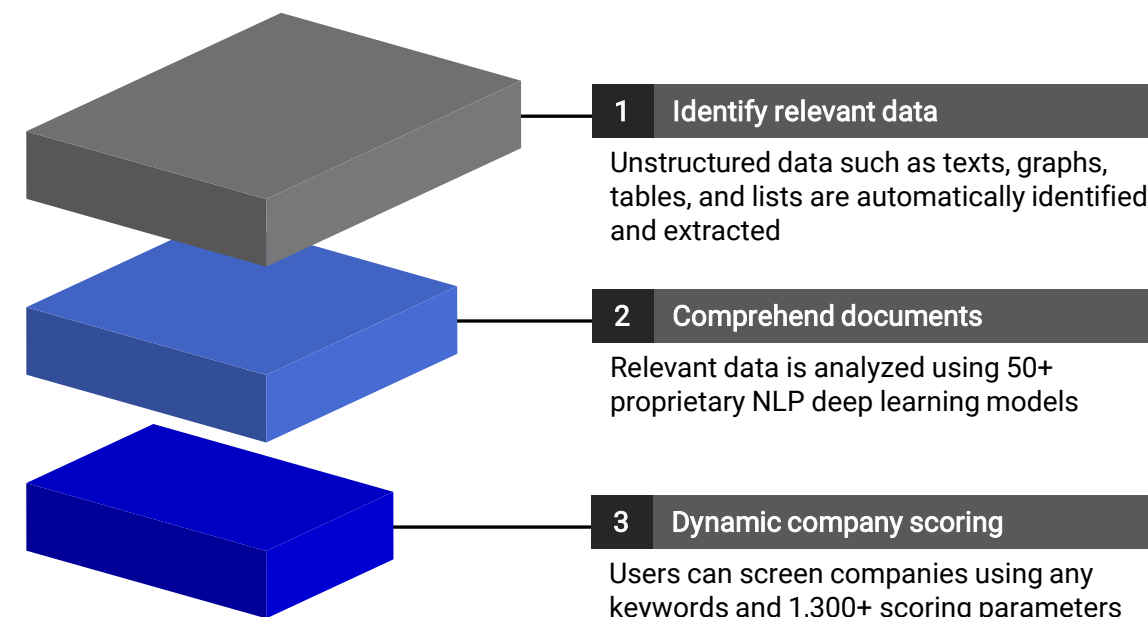 1 Identify relevant data
Unstructured data such as texts, graphs,
tables, and lists are automatically identified
and extracted
2 Comprehend documents
Relevant data is analyzed using 50+
proprietary NLP deep learning models
3 Dynamic company scoring
Users can screen companies using any
keywords and 1,300+ scoring parameters